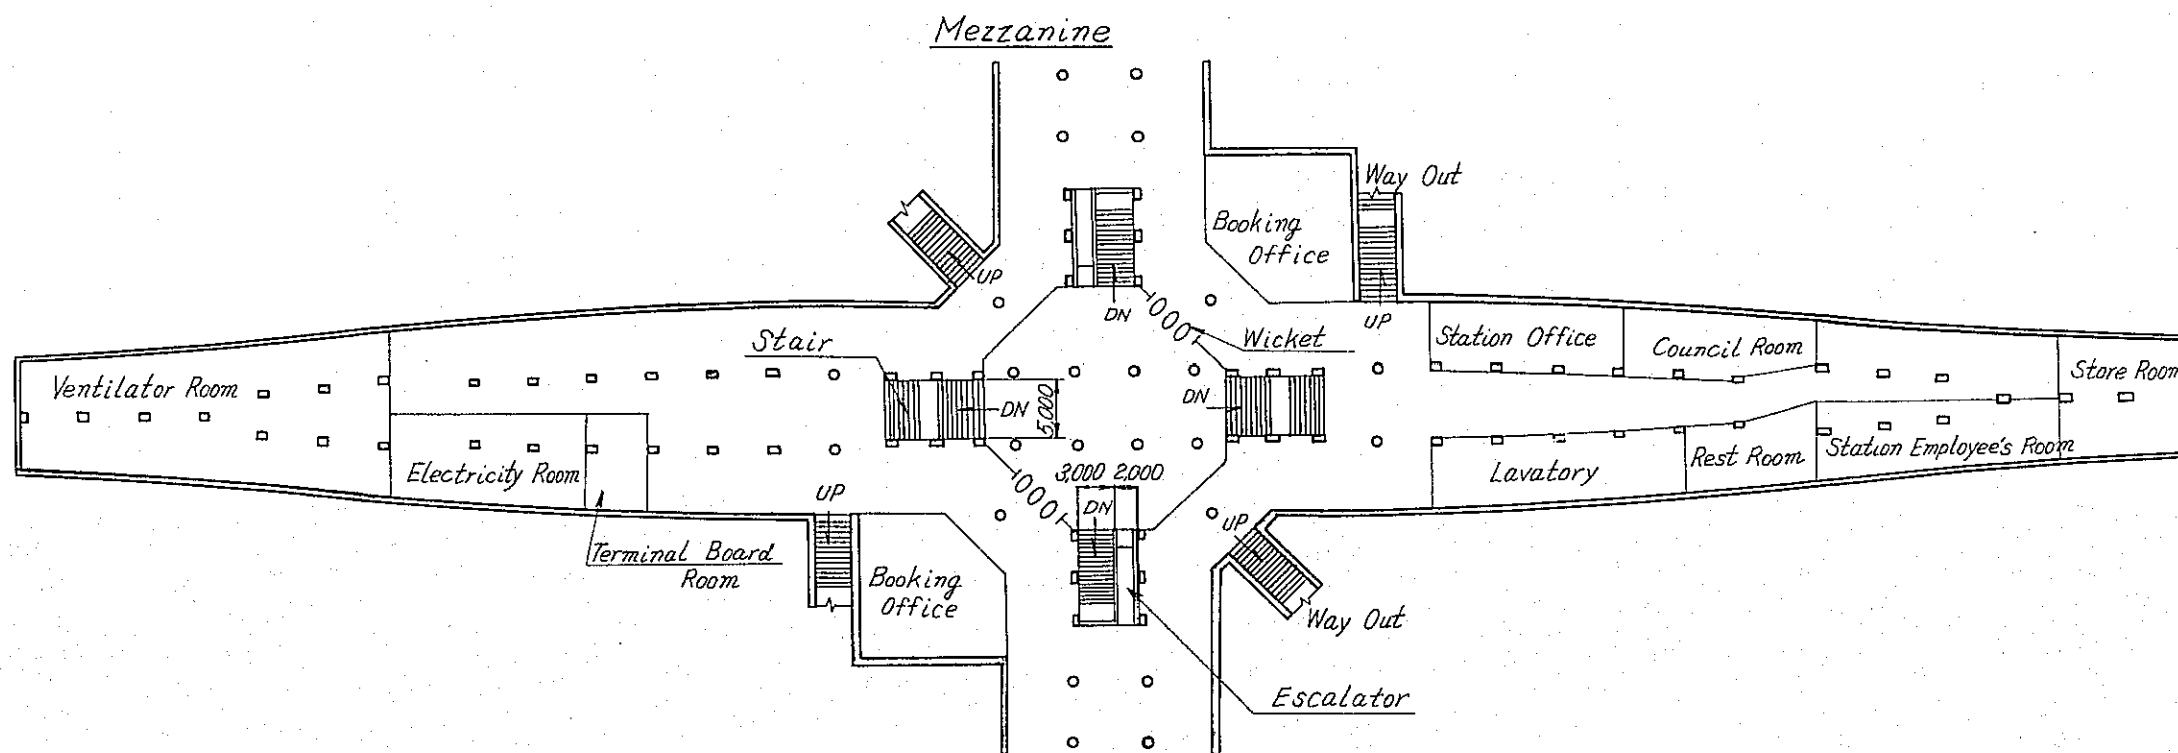 Mezzanine
Way Out
Booking
Office
UP
DN
UP
Stair
Wicket
Station Office
Council Room
Store Room
Ventilator Room
DN
5,000
DN
Electricity Room
3,000 2,000
Lavatory
Rest Room
Station Employee's Room
UP
DN
UP
Terminal Board
Room
Booking
Office
Way Out
Escalator